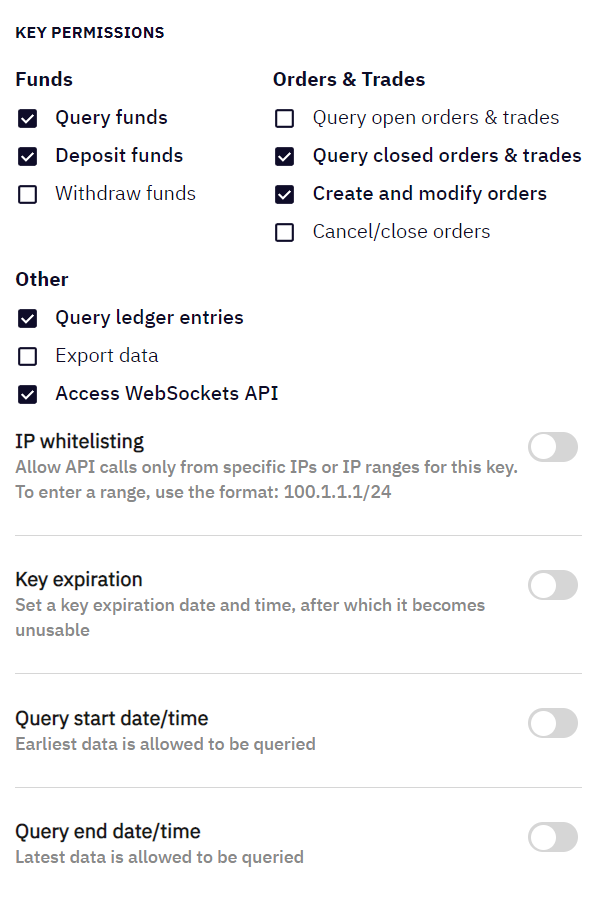 KEY PERMISSIONS
Funds
Query funds
Deposit funds
Withdraw funds
Orders & Trades
Query open orders & trades
Query closed orders & trades
Create and modify orders
Cancel/close orders
Other
Query ledger entries
Export data
Access WebSockets API
IP whitelisting
Allow API calls only from specific IPs or IP ranges for this key.
To enter a range, use the format: 100.1.1.1/24
Key expiration
Set a key expiration date and time, after which it becomes
unusable
Query start date/time
Earliest data is allowed to be queried
Query end date/time
Latest data is allowed to be queried